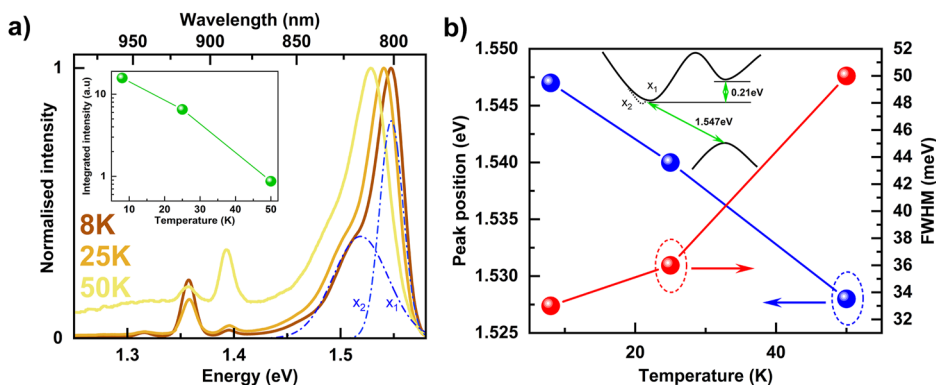 a)
Wavelength (nm)
950 900 850 800
Normalised intensity
1
0
Integrated intensity (a.u)
10
1
10 20 30 40 50
Temperature (K)
8K
25K
50K
x₂ x₁
1.3 1.4 1.5
Energy (eV)
b)
Peak position (eV)
1.550
1.545
1.540
1.535
1.530
1.525
x₁
x₂
0.21eV
1.547eV
52
50
48
46
44
42
40
38
36
34
32
FWHM (meV)
20 40
Temperature (K)